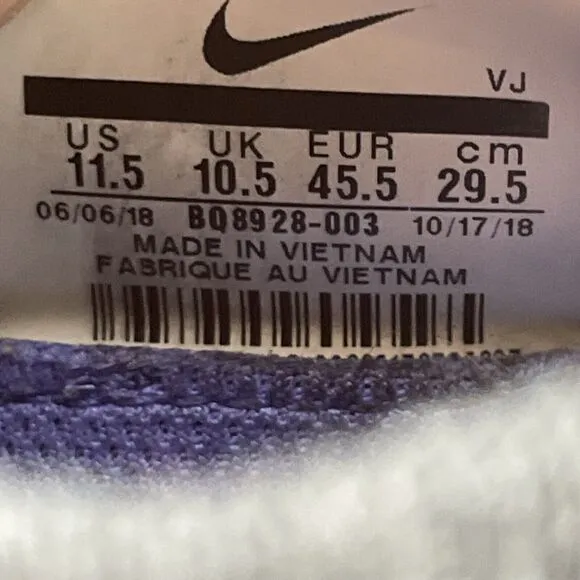 VJ
US UK EUR cm
11.5 10.5 45.5 29.5
06/06/18 BQ8928-003 10/17/18
MADE IN VIETNAM
FABRIQUE AU VIETNAM